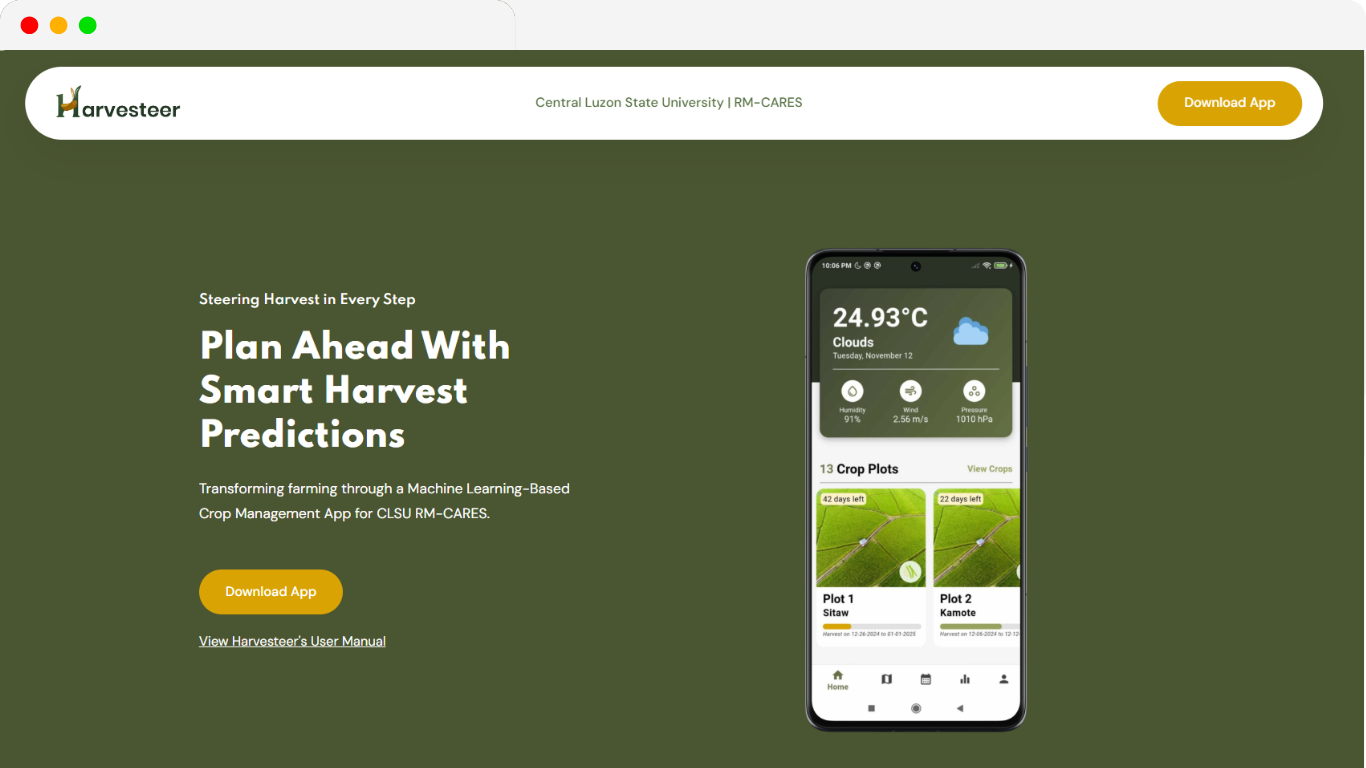 Harvesteer
Central Luzon State University | RM-CARES
Download App
Steering Harvest in Every Step
Plan Ahead With
Smart Harvest
Predictions
Transforming farming through a Machine Learning-Based
Crop Management App for CLSU RM-CARES.
Download App
View Harvesteer's User Manual
10:06 PM
24.93°C
Clouds
Tuesday, November 12
Humidity Wind Pressure
91% 2.56 m/s 1010 hPa
13 Crop Plots View Crops
42 days left 22 days left
Plot 1 Plot 2
Sitaw Kamote
Harvest on 12-26-2024 to 01-01-2025 Harvest on 12-06-2024 to 12-12
Home